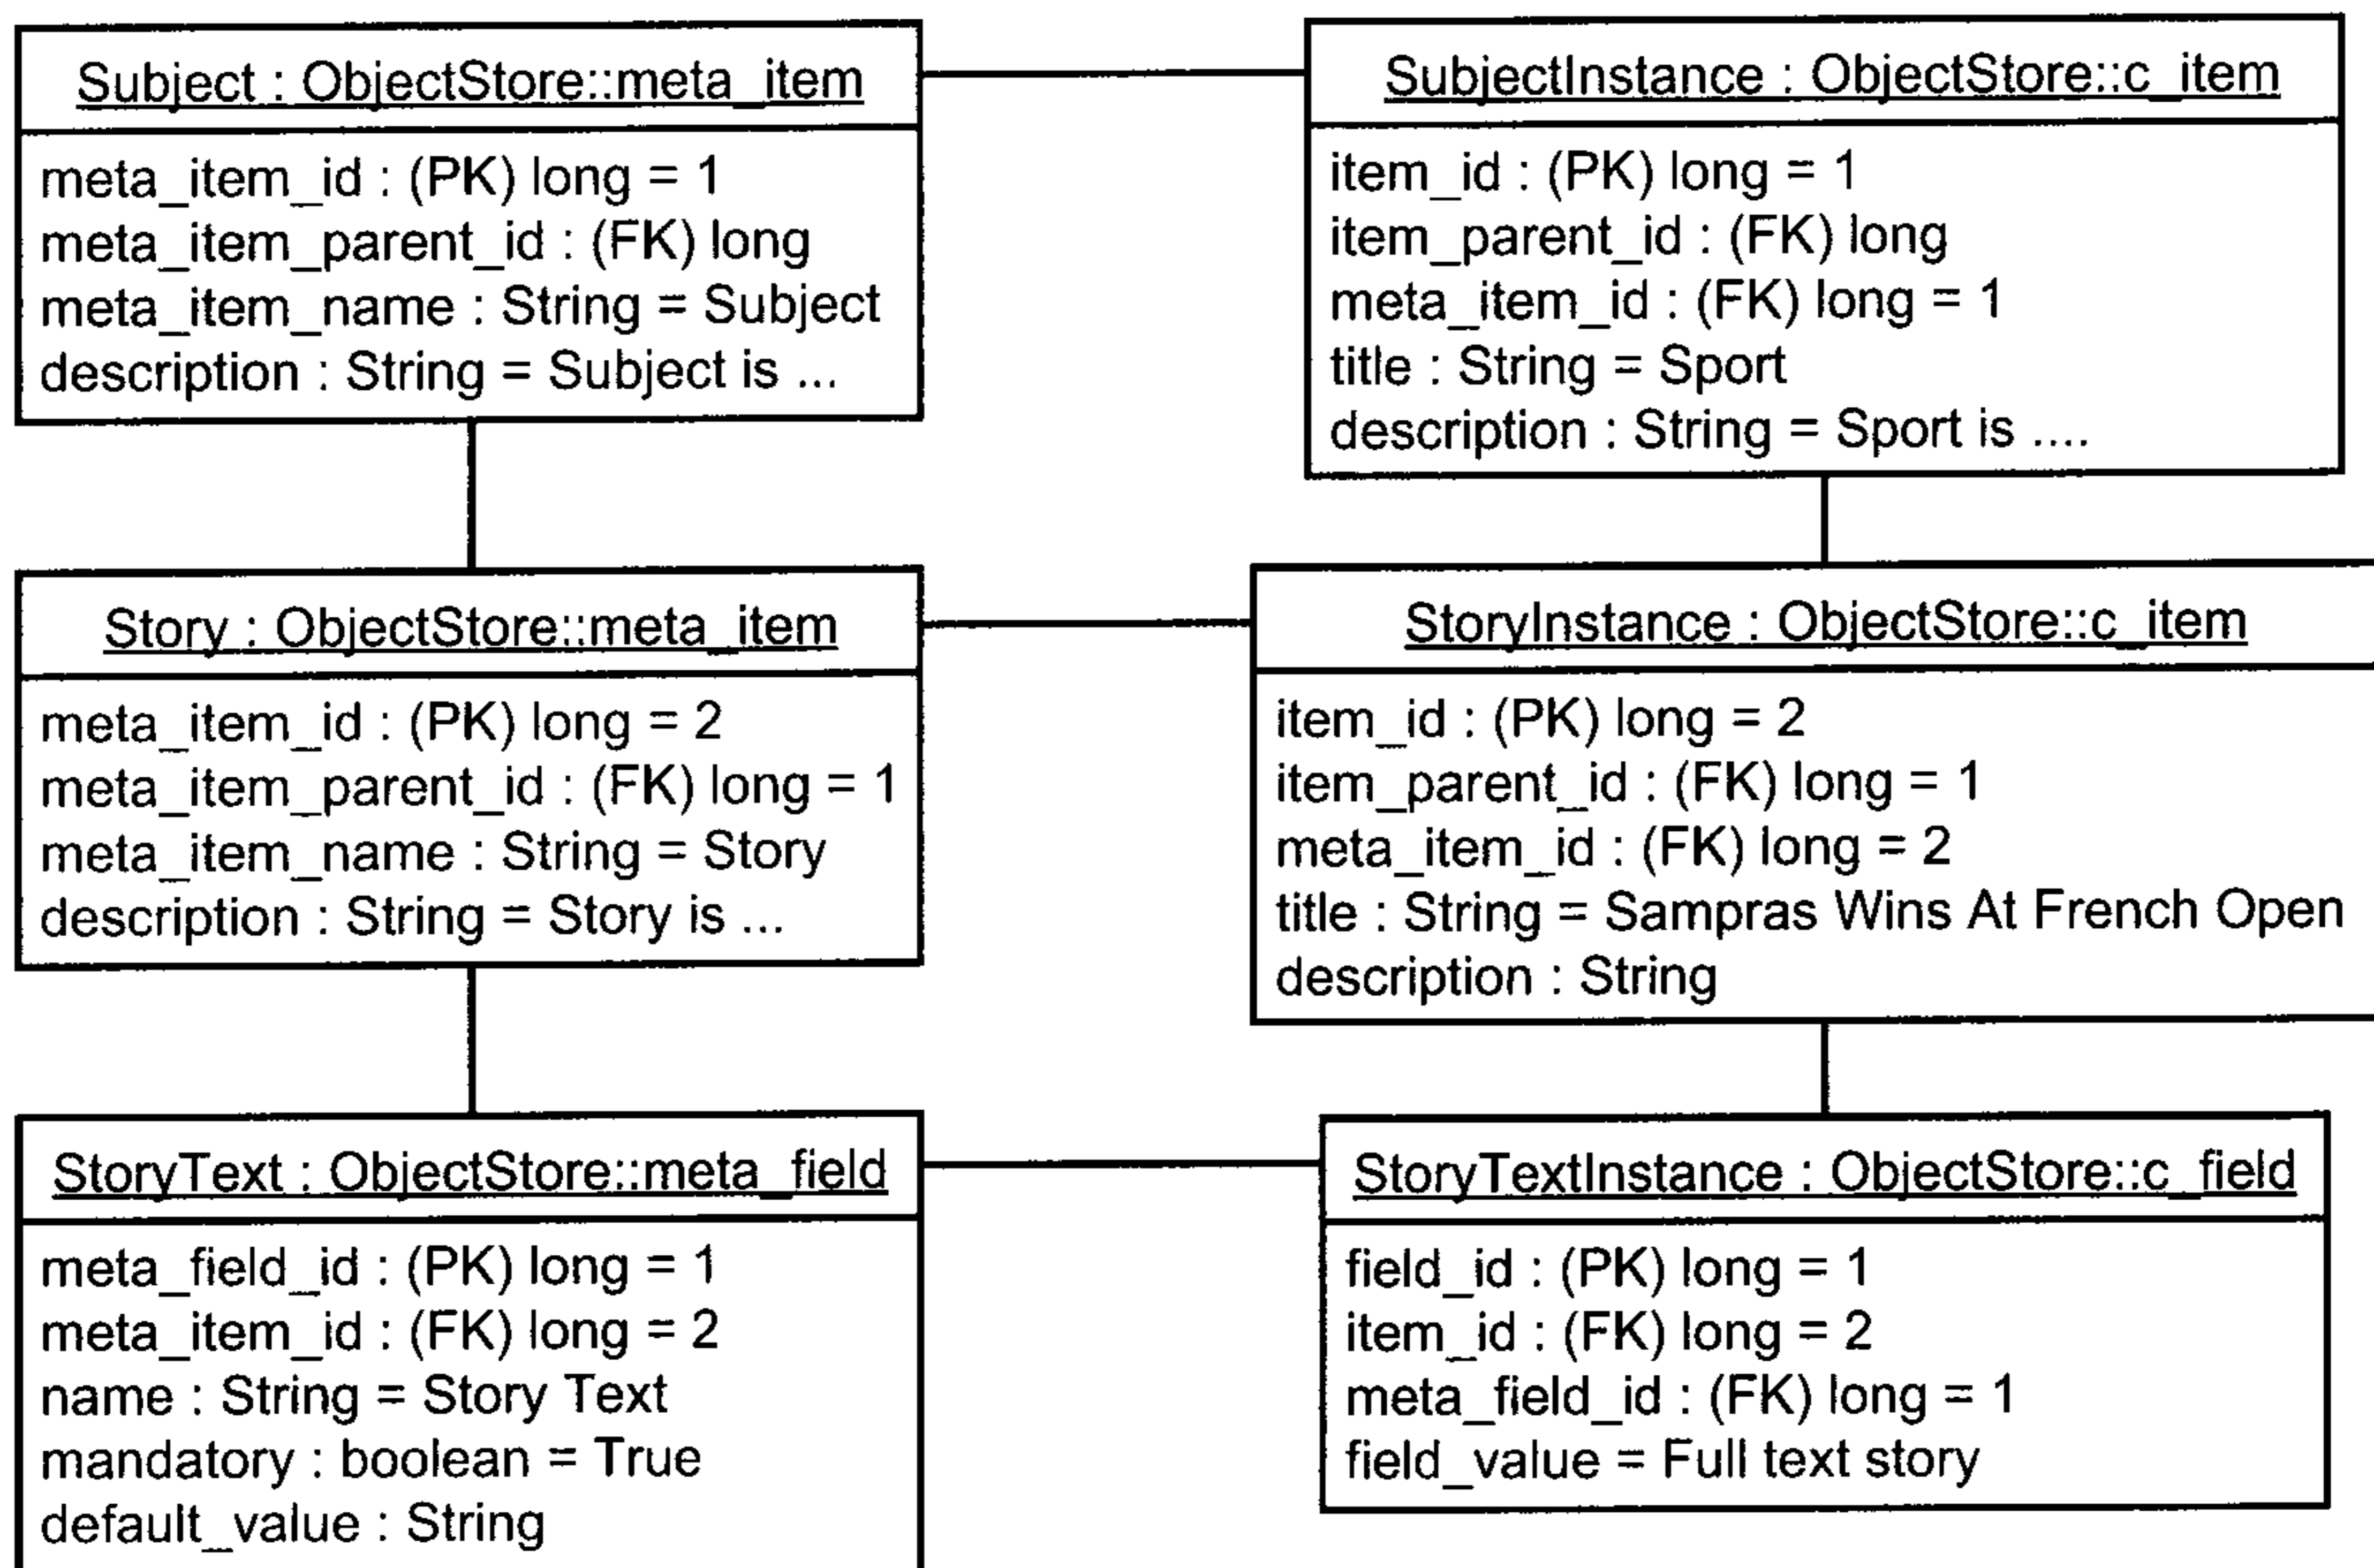 Subject : ObjectStore::meta_item
meta_item_id : (PK) long = 1
meta_item_parent_id : (FK) long
meta_item_name : String = Subject
description : String = Subject is ...
SubjectInstance : ObjectStore::c_item
item_id : (PK) long = 1
item_parent_id : (FK) long
meta_item_id : (FK) long = 1
title : String = Sport
description : String = Sport is ....
Story : ObjectStore::meta_item
meta_item_id : (PK) long = 2
meta_item_parent_id : (FK) long = 1
meta_item_name : String = Story
description : String = Story is ...
StoryInstance : ObjectStore::c_item
item_id : (PK) long = 2
item_parent_id : (FK) long = 1
meta_item_id : (FK) long = 2
title : String = Sampras Wins At French Open
description : String
StoryText : ObjectStore::meta_field
meta_field_id : (PK) long = 1
meta_item_id : (FK) long = 2
name : String = Story Text
mandatory : boolean = True
default_value : String
StoryTextInstance : ObjectStore::c_field
field_id : (PK) long = 1
item_id : (FK) long = 2
meta_field_id : (FK) long = 1
field_value = Full text story